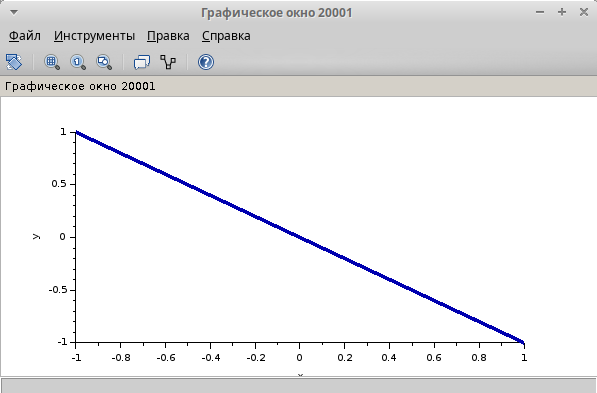 Графическое окно 20001
Файл Инструменты Правка Справка
Графическое окно 20001
1
0.5
y
0
-0.5
-1
-1 -0.8 -0.6 -0.4 -0.2 0 0.2 0.4 0.6 0.8 1